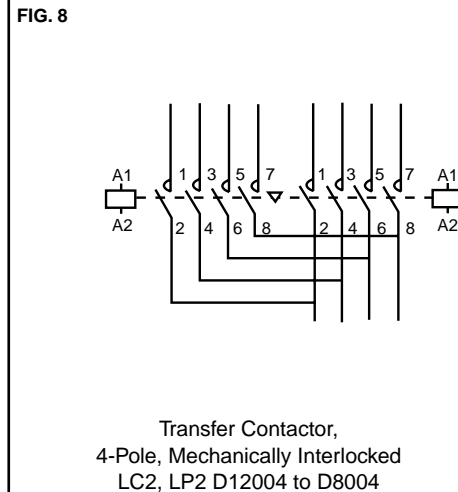 FIG. 8
A1 1 3 5 7 1 3 5 7 A1
A2 2 4 6 8 2 4 6 8 A2
Transfer Contactor,
4-Pole, Mechanically Interlocked
LC2, LP2 D12004 to D8004